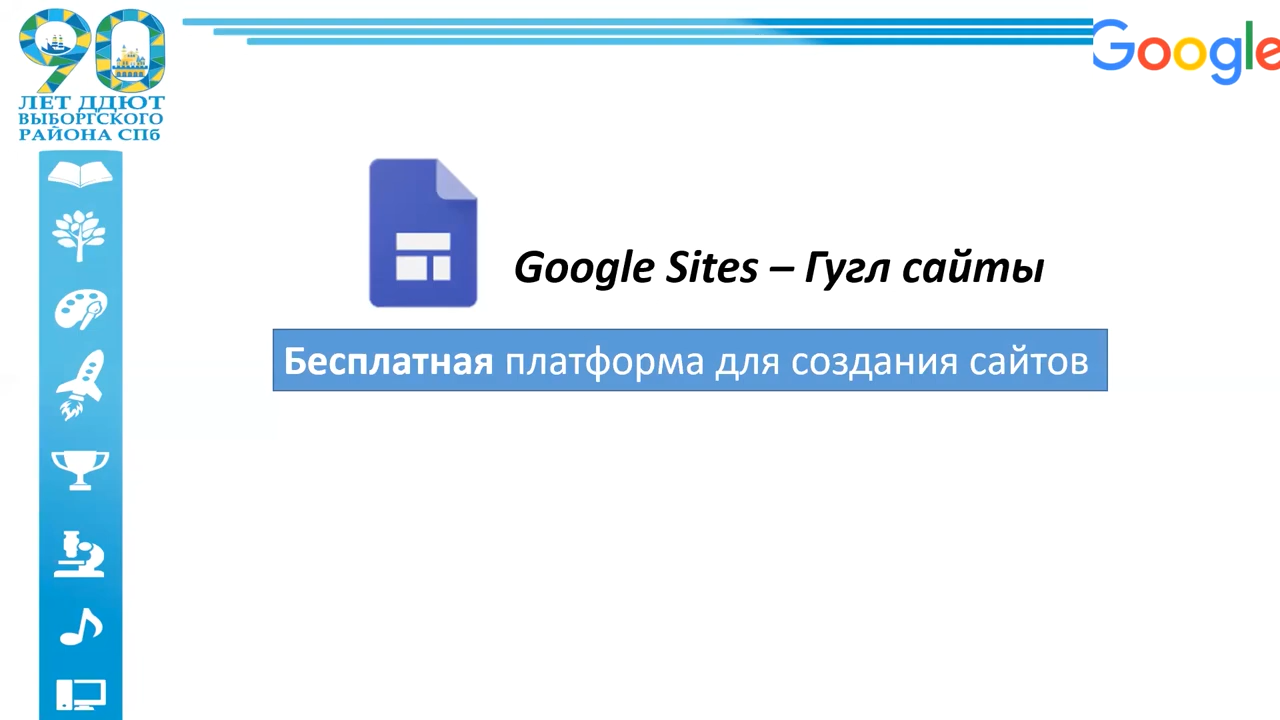 90
ЛЕТ ДДЮТ
ВЫБОРГСКОГО
РАЙОНА СПб
Google
Google Sites – Гугл сайты
Бесплатная платформа для создания сайтов